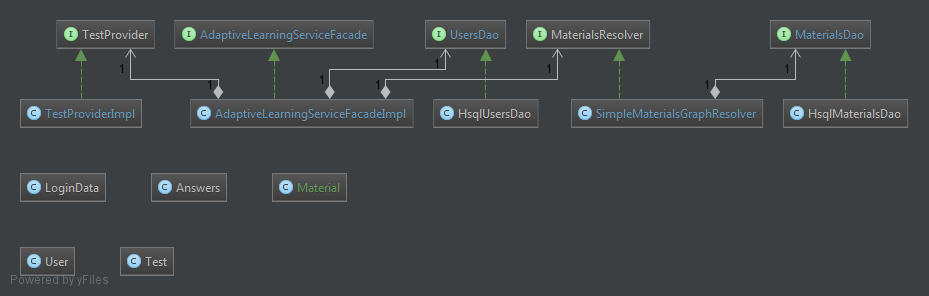 I TestProvider I AdaptiveLearningServiceFacade I UsersDao I MaterialsResolver I MaterialsDao
1 1 1 1
1 1 1 1
C TestProviderImpl C AdaptiveLearningServiceFacadeImpl C HsqlUsersDao C SimpleMaterialsGraphResolver C HsqlMaterialsDao
C LoginData C Answers C Material
C User C Test
Powered by yFiles